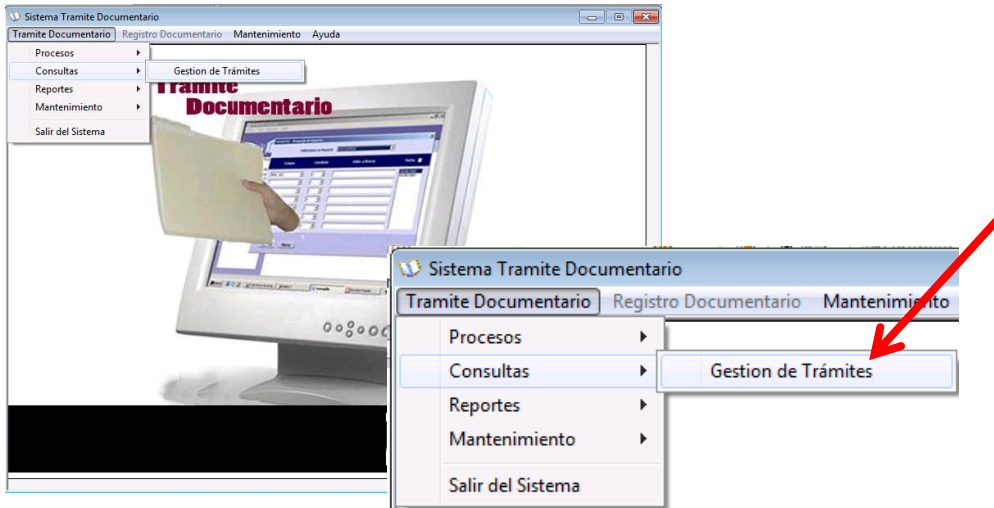 Sistema Tramite Documentario
Tramite Documentario Registro Documentario Mantenimiento Ayuda
Procesos
Consultas
Gestion de Trámites
Reportes
Mantenimiento
Salir del Sistema
Tramite
Documentario
Sistema Tramite Documentario
Tramite Documentario Registro Documentario Mantenimiento
Procesos
Consultas
Gestion de Trámites
Reportes
Mantenimiento
Salir del Sistema